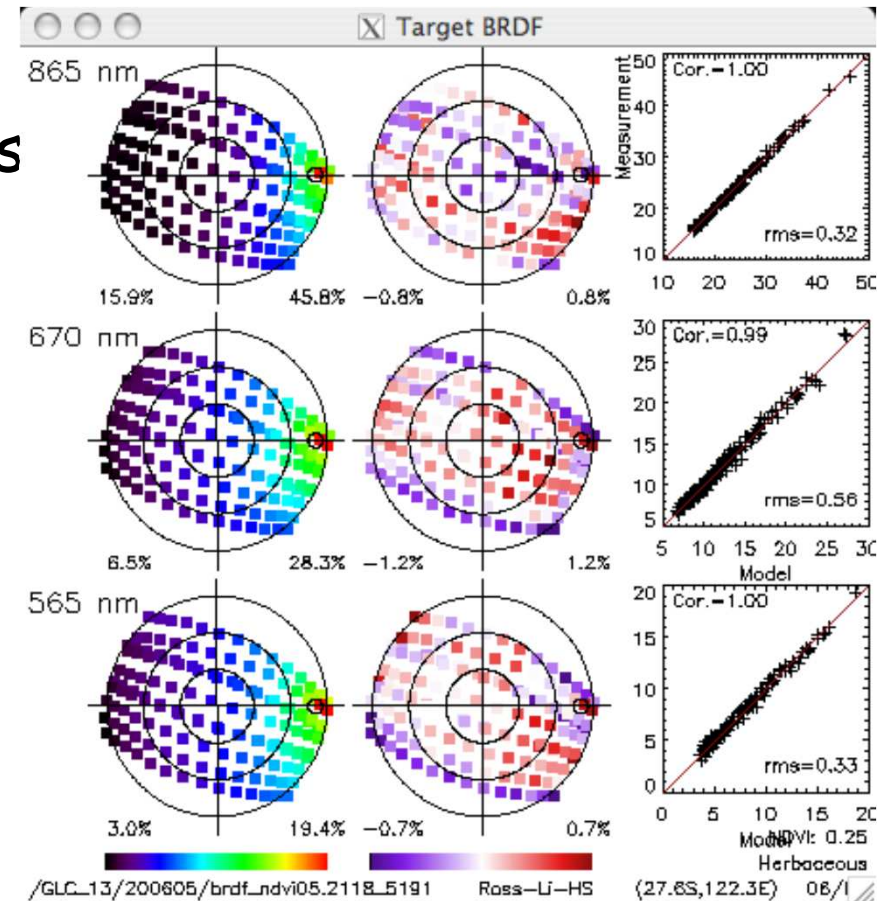 X Target BRDF
s
865 nm
15.9% 45.8% −0.8% 0.8%
Measurement
50
40
30
20
10
Cor.=1.00
rms=0.32
10 20 30 40 50
670 nm
6.5% 28.3% −1.2% 1.2%
30
25
20
15
10
5
Cor.=0.99
rms=0.56
5 10 15 20 25 30
Model
565 nm
3.0% 19.4% −0.7% 0.7%
20
15
10
5
0
Cor.=1.00
rms=0.33
0 5 10 15 20
Model
NDVI: 0.25
Herbaceous
/GLC_13/200605/brdf_ndvi05.2118_5191 Ross-Li-HS (27.6S,122.3E) 06/